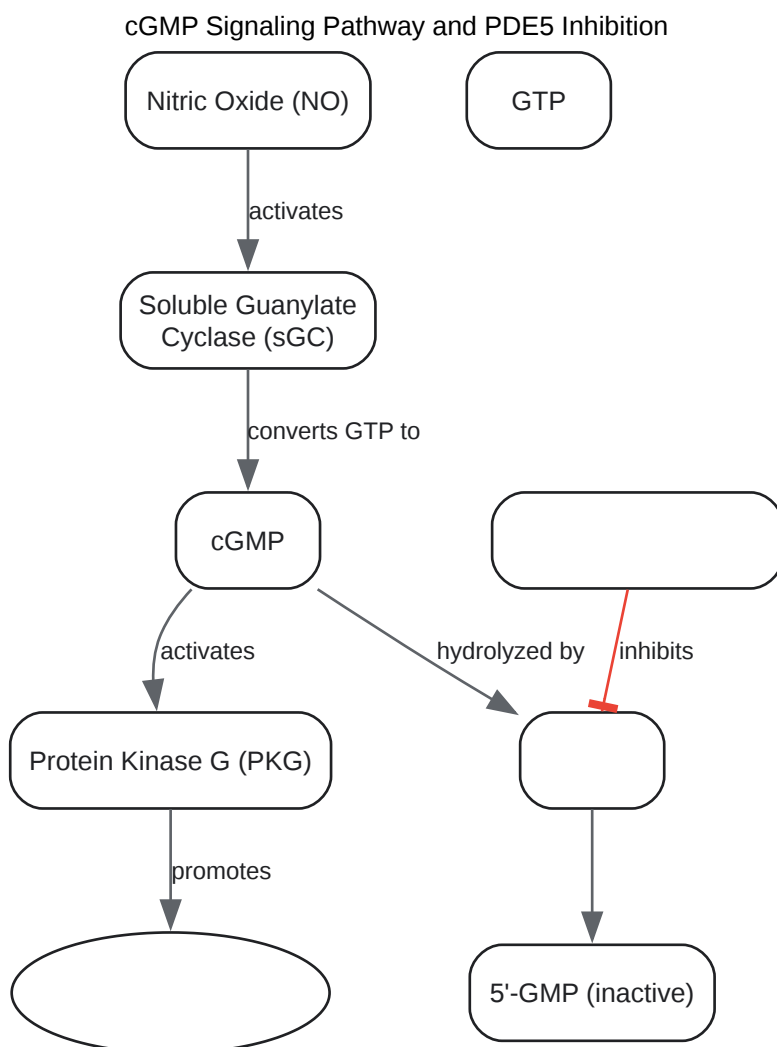 cGMP Signaling Pathway and PDE5 Inhibition
Nitric Oxide (NO)
GTP
activates
Soluble Guanylate
Cyclase (sGC)
converts GTP to
cGMP
activates
hydrolyzed by
inhibits
Protein Kinase G (PKG)
promotes
5'-GMP (inactive)